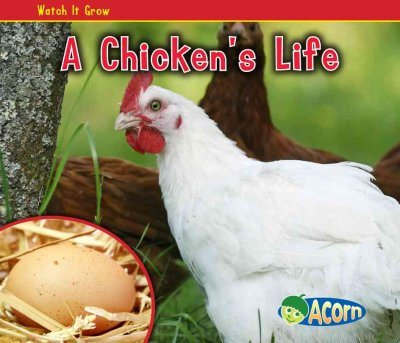 Watch It Grow
A Chicken's Life
Acorn